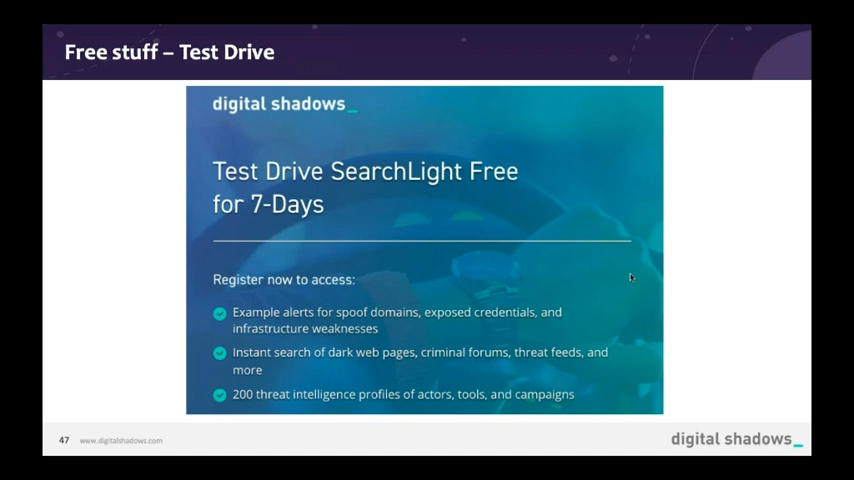 Free stuff – Test Drive
digital shadows_
Test Drive SearchLight Free
for 7-Days
Register now to access:
Example alerts for spoof domains, exposed credentials, and
infrastructure weaknesses
Instant search of dark web pages, criminal forums, threat feeds, and
more
200 threat intelligence profiles of actors, tools, and campaigns
47 www.digitalshadows.com
digital shadows_